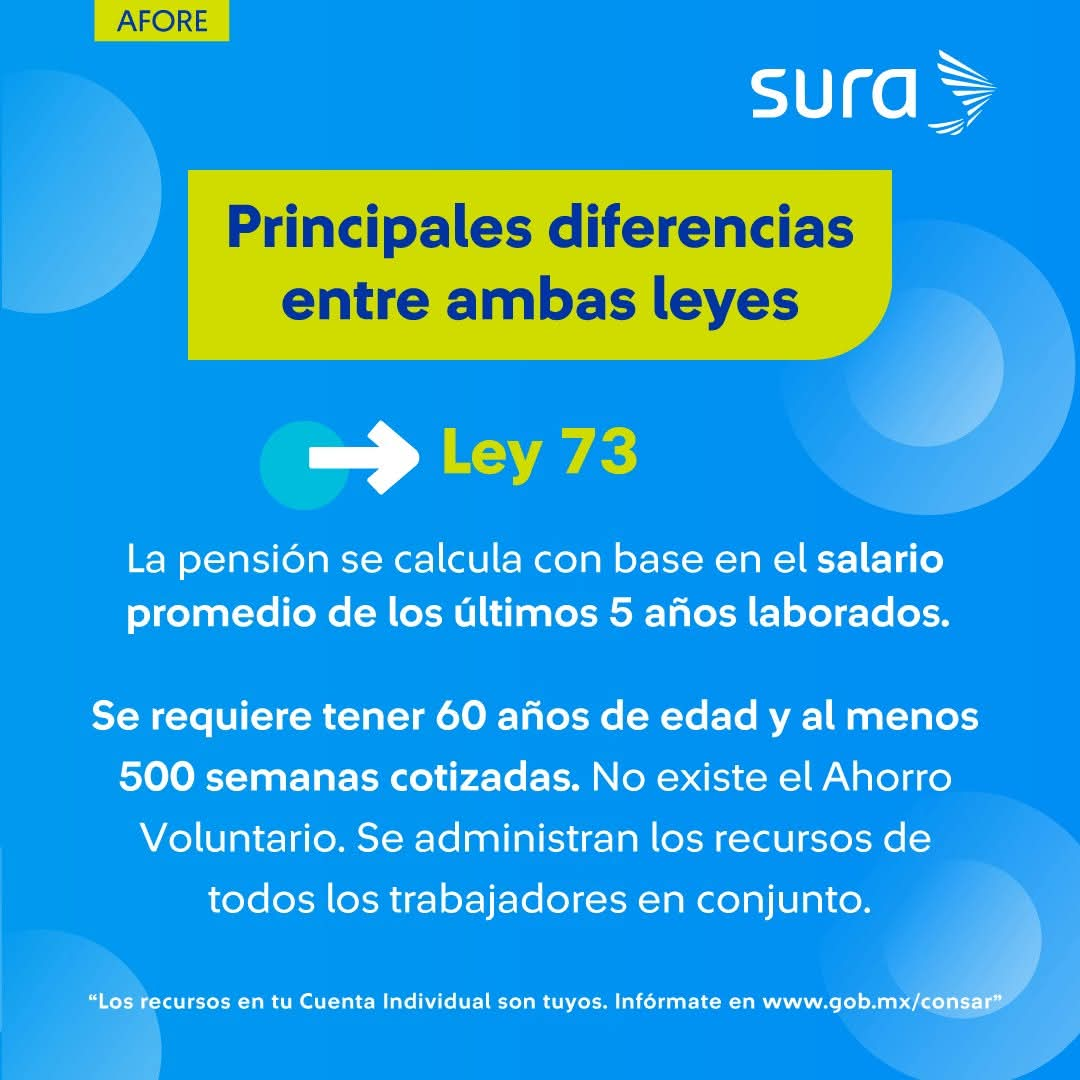 AFORE
sura
Principales diferencias
entre ambas leyes
Ley 73
La pensión se calcula con base en el salario
promedio de los últimos 5 años laborados.
Se requiere tener 60 años de edad y al menos
500 semanas cotizadas. No existe el Ahorro
Voluntario. Se administran los recursos de
todos los trabajadores en conjunto.
“Los recursos en tu Cuenta Individual son tuyos. Infórmate en www.gob.mx/consar”